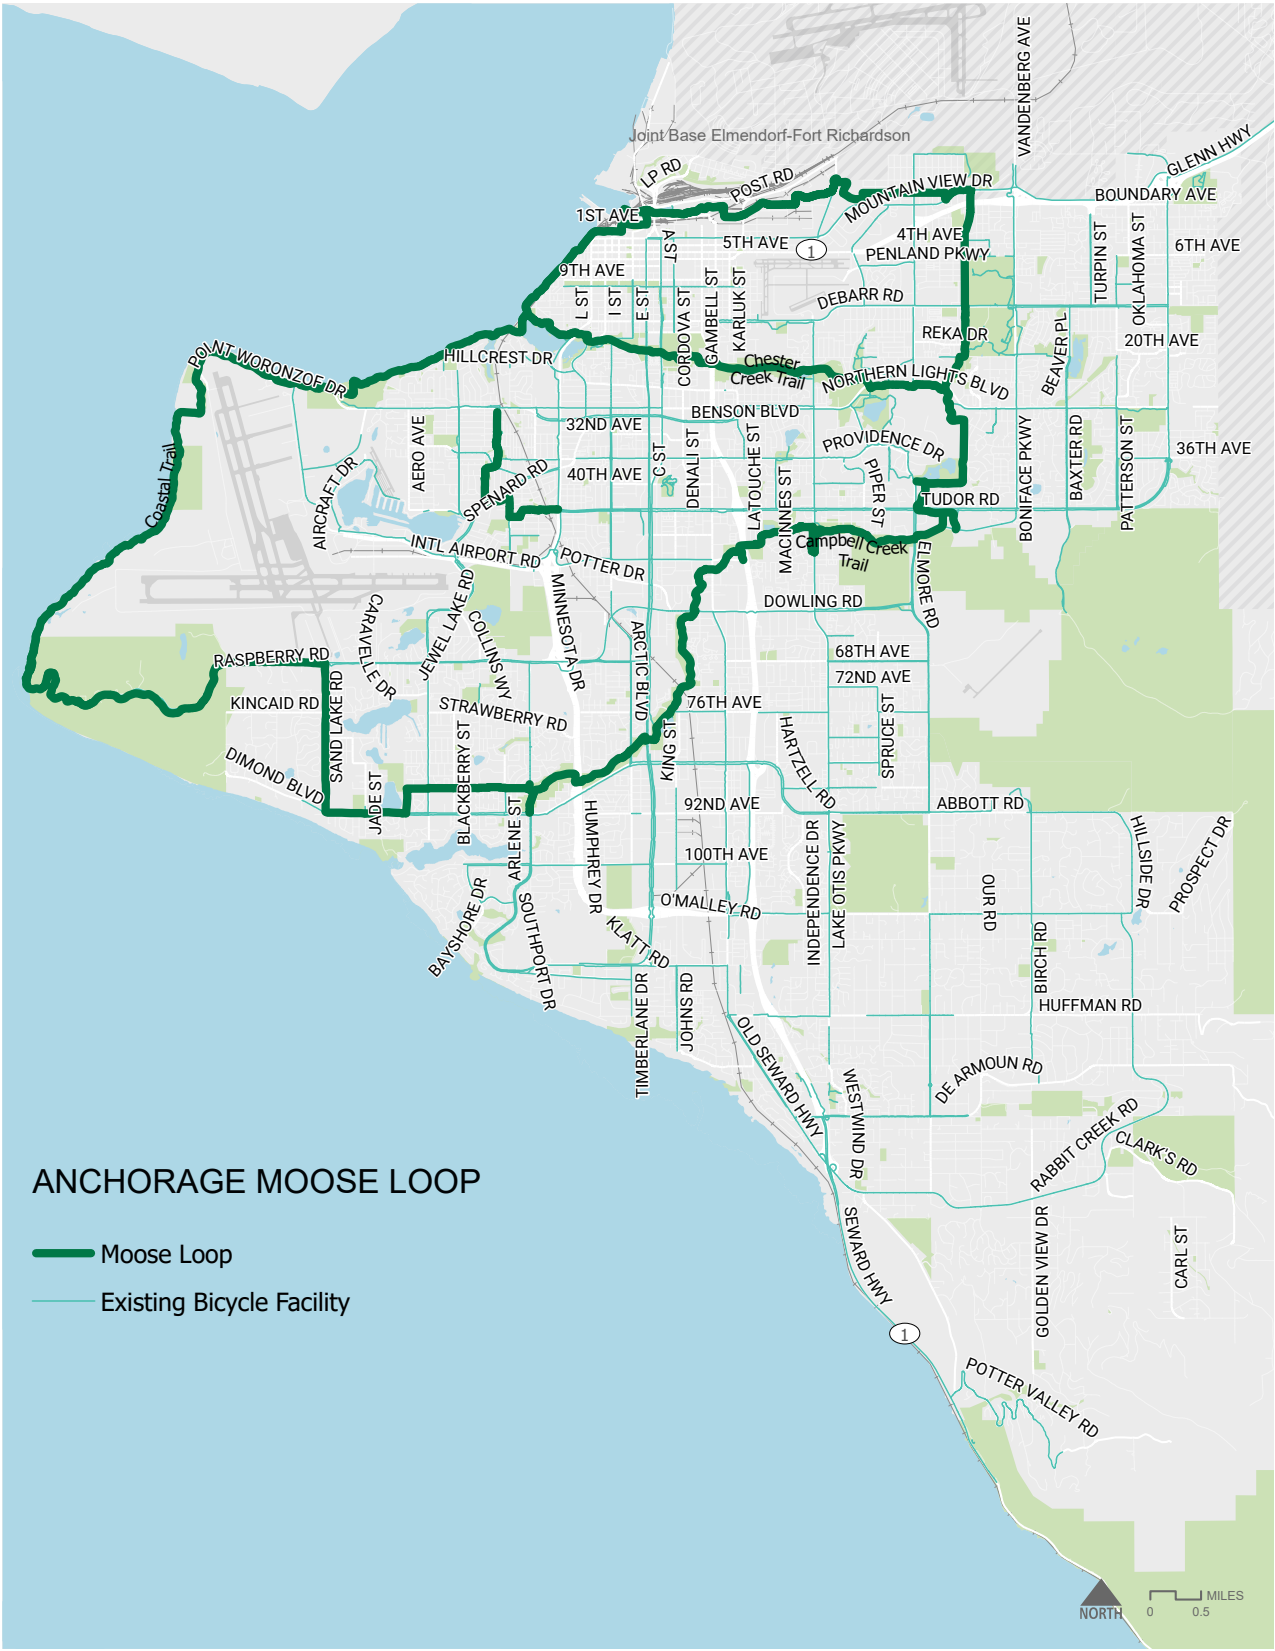 VANDENBERG AVE
Joint Base Elmendorf-Fort Richardson
GLENN HWY
LP RD
POST RD
MOUNTAIN VIEW DR
BOUNDARY AVE
1ST AVE
A ST
5TH AVE
1
4TH AVE
PENLAND PKWY
6TH AVE
TURPIN ST
OKLAHOMA ST
9TH AVE
L ST
I ST
E ST
CORDOVA ST
GAMBELL ST
KARLUK ST
DEBARR RD
REKA DR
20TH AVE
BEAVER PL
POINT WORONZOF DR
HILLCREST DR
Chester
Creek Trail
NORTHERN LIGHTS BLVD
BENSON BLVD
32ND AVE
AERO AVE
Coastal Trail
AIRCRAFT DR
SPENARD RD
40TH AVE
C ST
DENALI ST
LATOUCHE ST
MACINNES ST
PROVIDENCE DR
PIPER ST
TUDOR RD
BONIFACE PKWY
BAXTER RD
PATTERSON ST
36TH AVE
INTL AIRPORT RD
POTTER DR
Campbell Creek
Trail
ELMORE RD
DOWLING RD
CARAVELLE DR
JEWEL LAKE RD
COLLINS WY
MINNESOTA DR
ARCTIC BLVD
68TH AVE
72ND AVE
RASPBERRY RD
KINCAID RD
SAND LAKE RD
STRAWBERRY RD
76TH AVE
KING ST
HARTZELL RD
SPRUCE ST
DIMOND BLVD
JADE ST
BLACKBERRY ST
ARLENE ST
HUMPHREY DR
92ND AVE
ABBOTT RD
100TH AVE
INDEPENDENCE DR
LAKE OTIS PKWY
HILLSIDE DR
PROSPECT DR
OUR RD
BAYSHORE DR
SOUTHPORT DR
KLATT RD
O'MALLEY RD
BIRCH RD
TIMBERLANE DR
JOHNS RD
HUFFMAN RD
OLD SEWARD HWY
WESTWIND DR
DE ARMOUN RD
RABBIT CREEK RD
CLARK'S RD
ANCHORAGE MOOSE LOOP
Moose Loop
Existing Bicycle Facility
SEWARD HWY
GOLDEN VIEW DR
CARL ST
1
POTTER VALLEY RD
NORTH
MILES
0 0.5